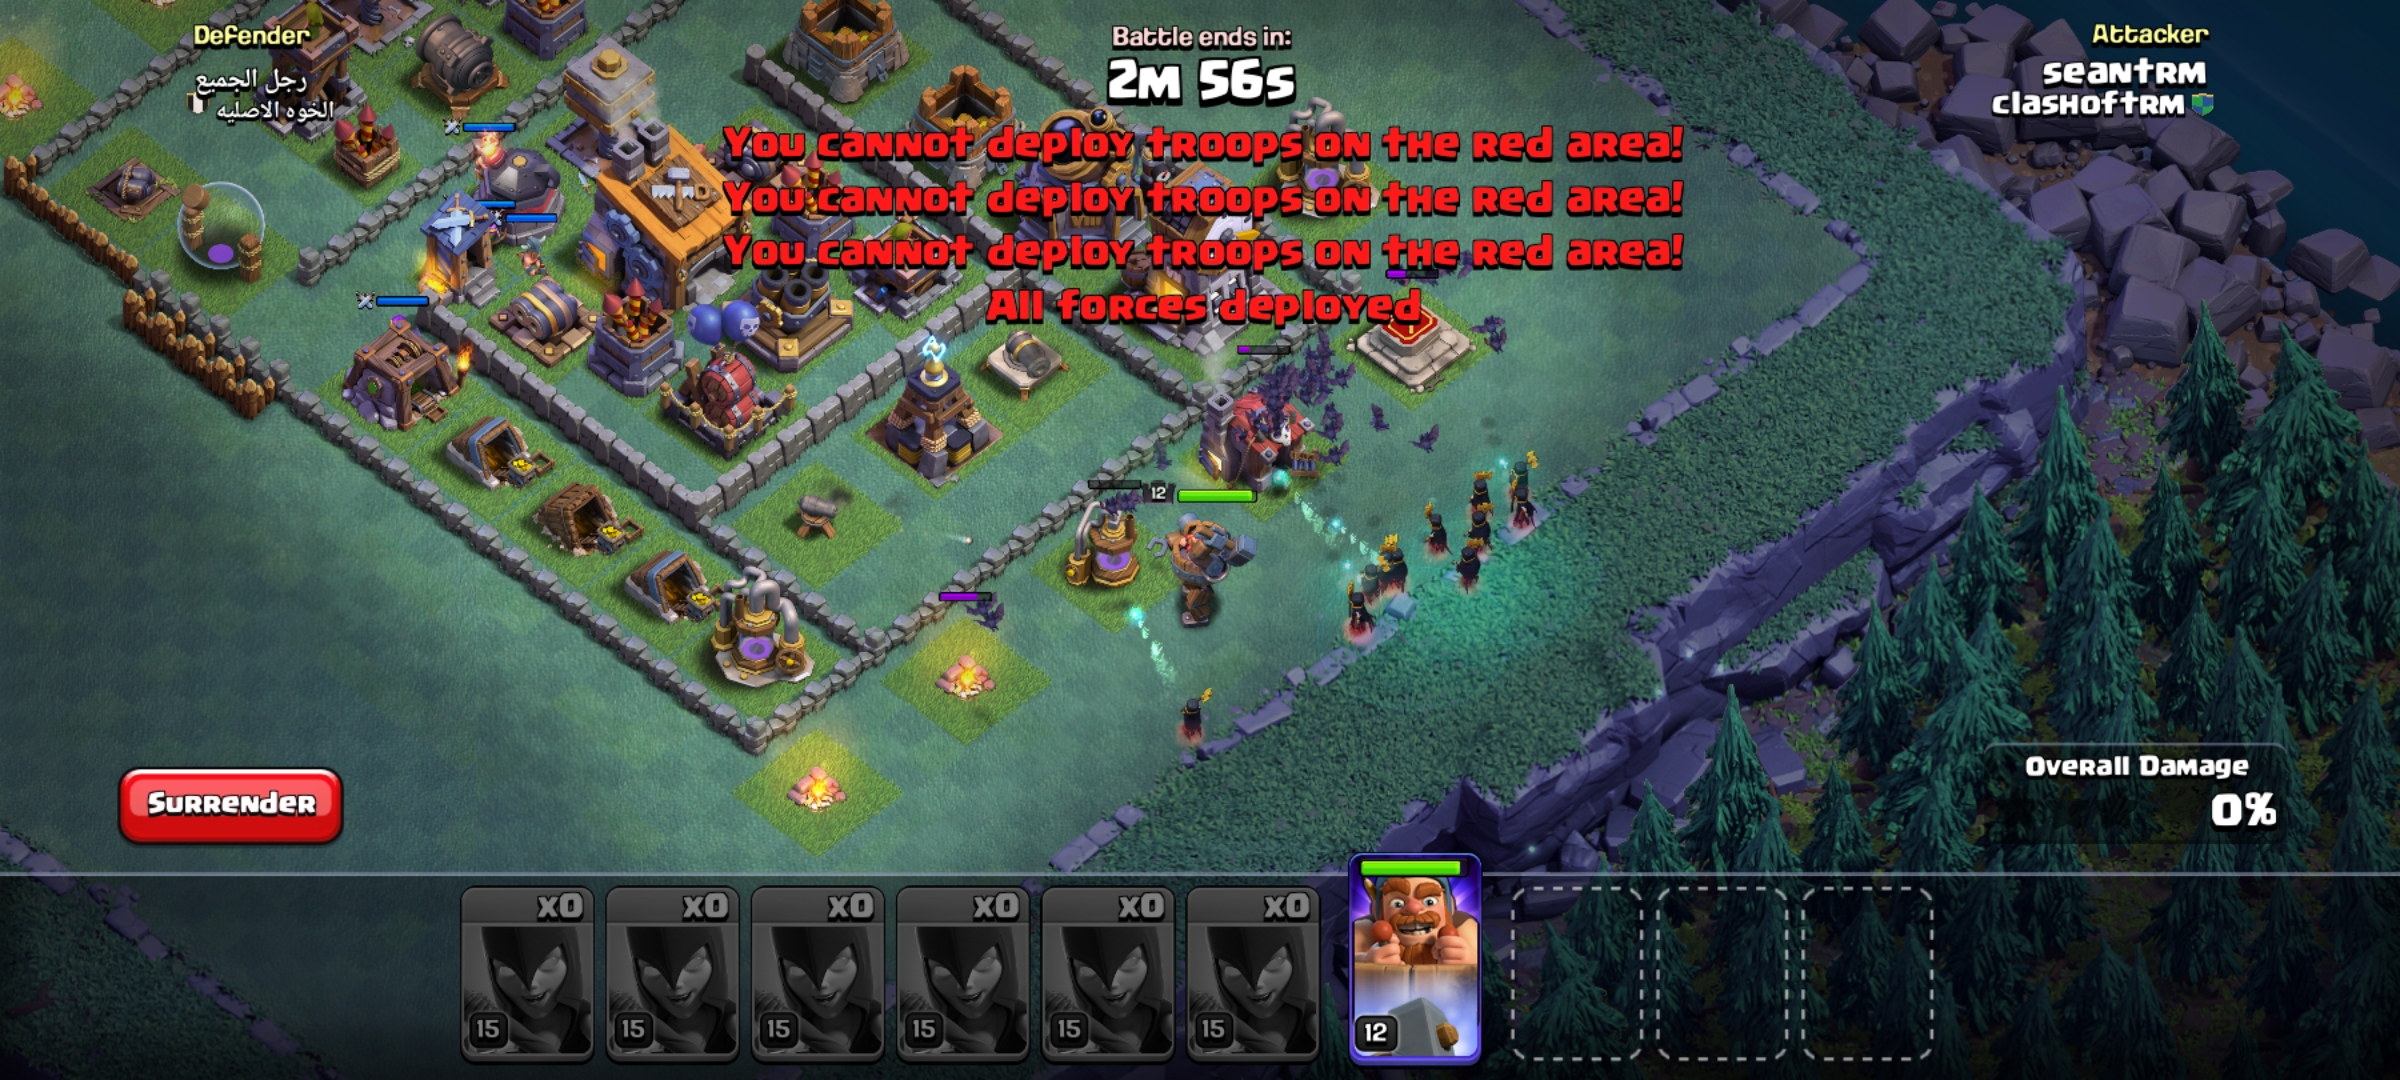 Defender
رجل الجميع
الخوه الاصليه
Battle ends in:
2M 56S
Attacker
seantrm
clashoftrm
You cannot deploy troops on the red area!
You cannot deploy troops on the red area!
You cannot deploy troops on the red area!
All forces deployed
12
Surrender
Overall Damage
0%
x0
x0
x0
x0
x0
x0
15
15
15
15
15
15
12